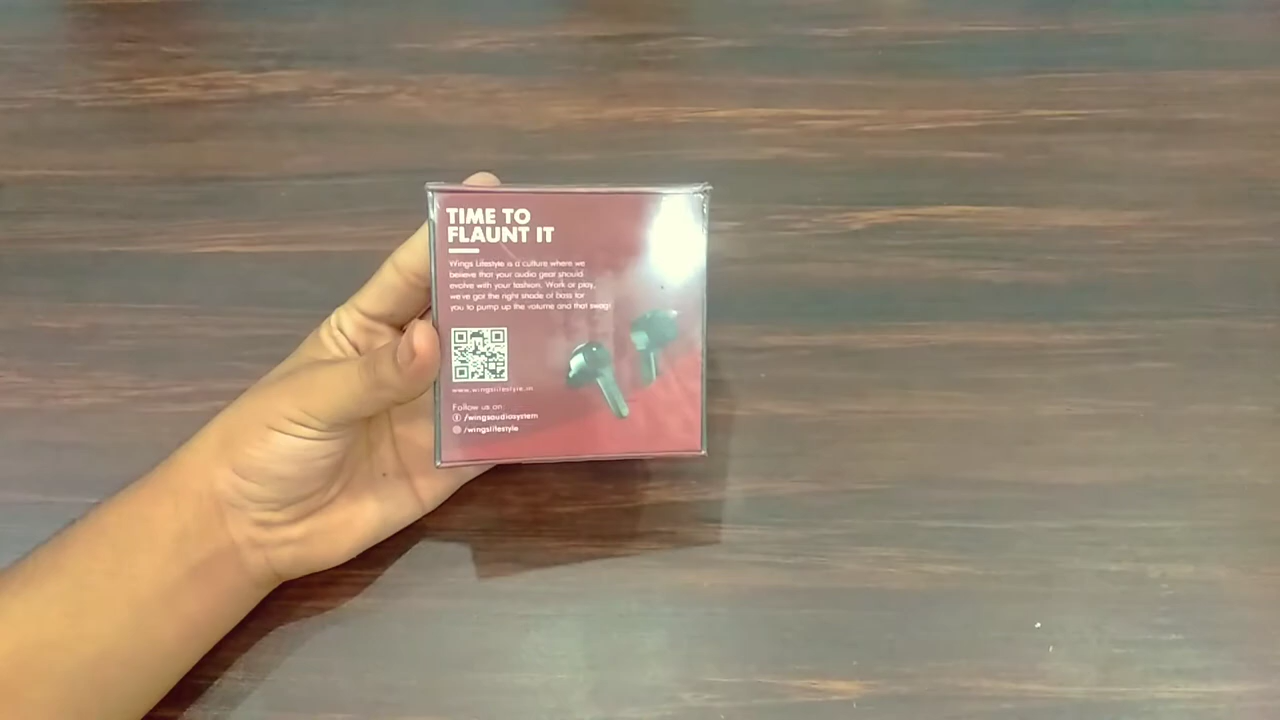 TIME TO
FLAUNT IT
Wings Lifestyle is a culture where we
believe that your audio gear should
evolve with your fashion. Work or play,
we've got the right shade of bass for
you to pump up the volume and that swag!
www.wingslifestyle.in
Follow us on
/wingsaudiosystem
/wingslifestyle